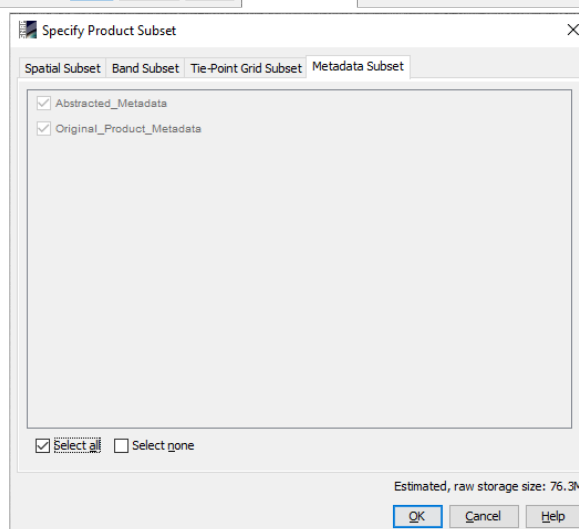 Specify Product Subset
Spatial Subset Band Subset Tie-Point Grid Subset Metadata Subset
Abstracted_Metadata
Original_Product_Metadata
Select all Select none
Estimated, raw storage size: 76.3M
OK Cancel Help